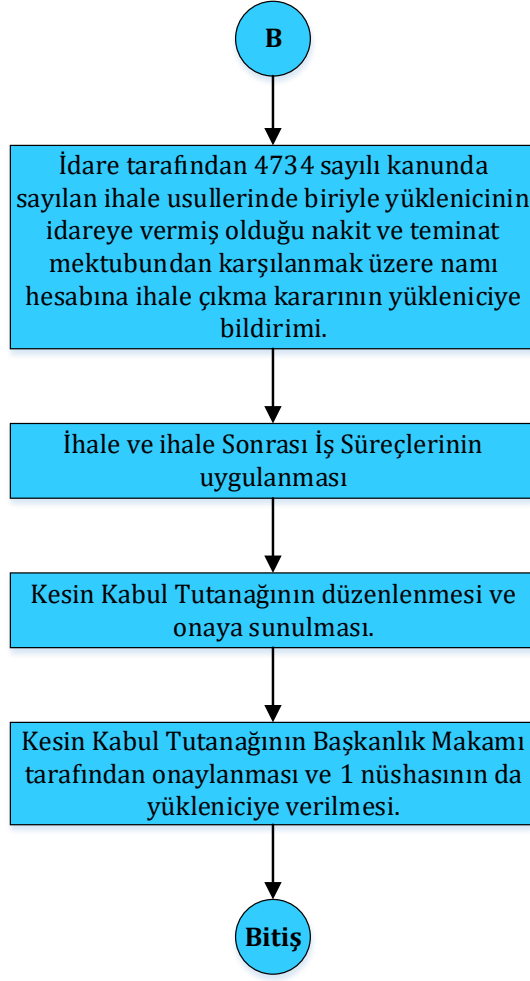 B
İdare tarafından 4734 sayılı kanunda
sayılan ihale usullerinde biriyle yüklenicinin
idareye vermiş olduğu nakit ve teminat
mektubundan karşılanmak üzere namı
hesabına ihale çıkma kararının yükleniciye
bildirimi.
İhale ve ihale Sonrası İş Süreçlerinin
uygulanması
Kesin Kabul Tutanağının düzenlenmesi ve
onaya sunulması.
Kesin Kabul Tutanağının Başkanlık Makamı
tarafından onaylanması ve 1 nüshasının da
yükleniciye verilmesi.
Bitiş